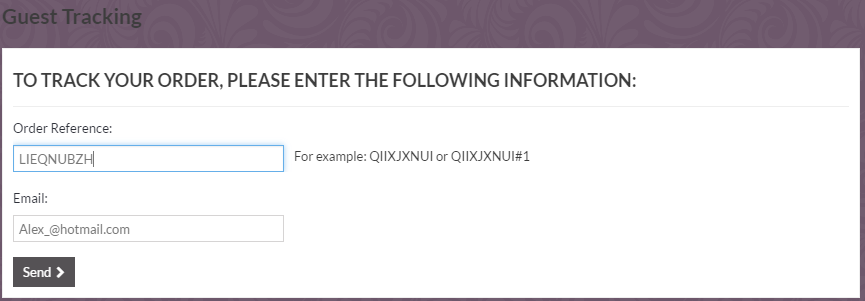 Guest Tracking
TO TRACK YOUR ORDER, PLEASE ENTER THE FOLLOWING INFORMATION:
Order Reference:
LIEQNUBZH For example: QIIXJXNUI or QIIXJXNUI#1
Email:
Alex_@hotmail.com
Send